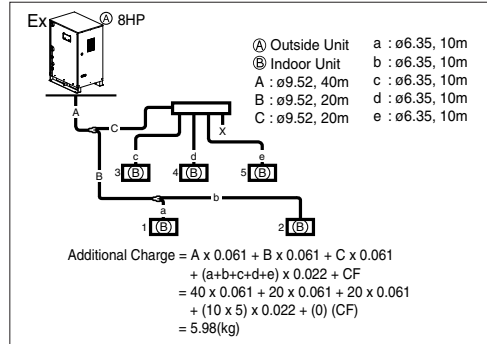 Ex
Ⓐ 8HP
Ⓐ Outside Unit
Ⓑ Indoor Unit
A : ø9.52, 40m
B : ø9.52, 20m
C : ø9.52, 20m
a : ø6.35, 10m
b : ø6.35, 10m
c : ø6.35, 10m
d : ø6.35, 10m
e : ø6.35, 10m
A
C
X
c
d
e
3 Ⓑ
4 Ⓑ
5 Ⓑ
B
a
b
1 Ⓑ
2 Ⓑ
Additional Charge = A x 0.061 + B x 0.061 + C x 0.061
+ (a+b+c+d+e) x 0.022 + CF
= 40 x 0.061 + 20 x 0.061 + 20 x 0.061
+ (10 x 5) x 0.022 + (0) (CF)
= 5.98(kg)